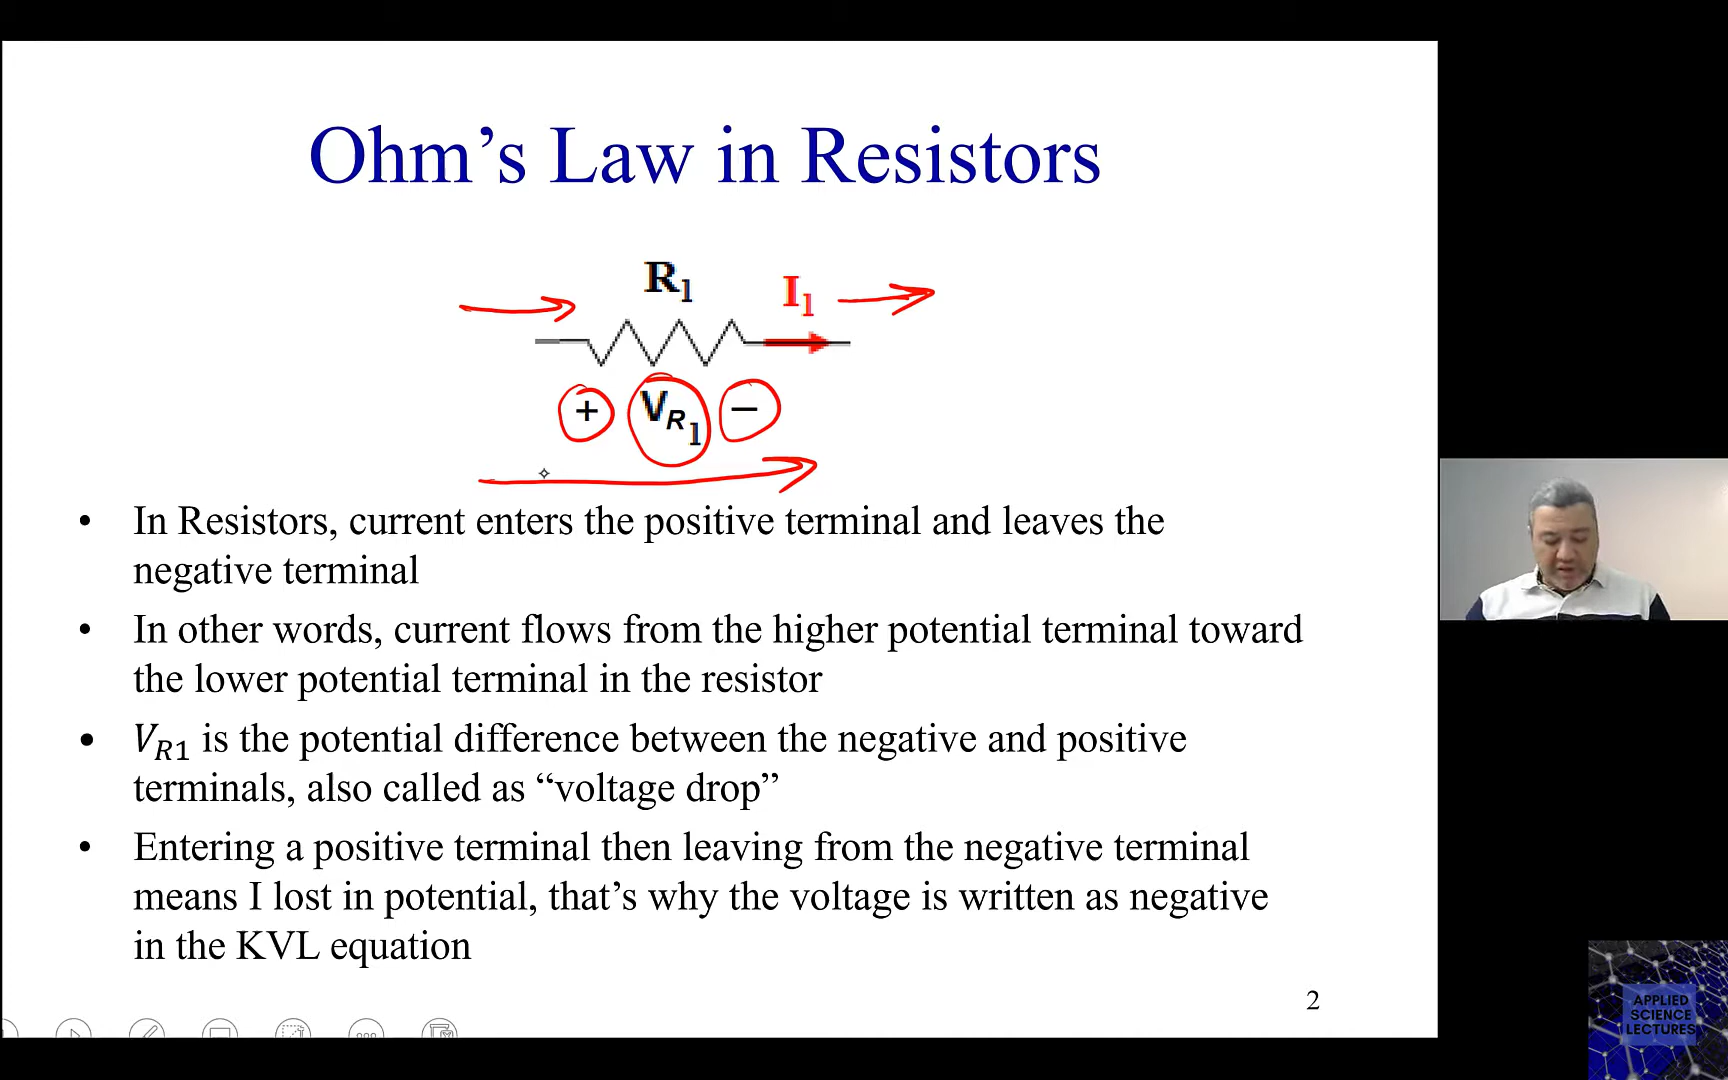 Ohm’s Law in Resistors
R1
I1
+ VR1 −
• In Resistors, current enters the positive terminal and leaves the
negative terminal
• In other words, current flows from the higher potential terminal toward
the lower potential terminal in the resistor
• VR1 is the potential difference between the negative and positive
terminals, also called as “voltage drop”
• Entering a positive terminal then leaving from the negative terminal
means I lost in potential, that’s why the voltage is written as negative
in the KVL equation
2
APPLIED
SCIENCE
LECTURES